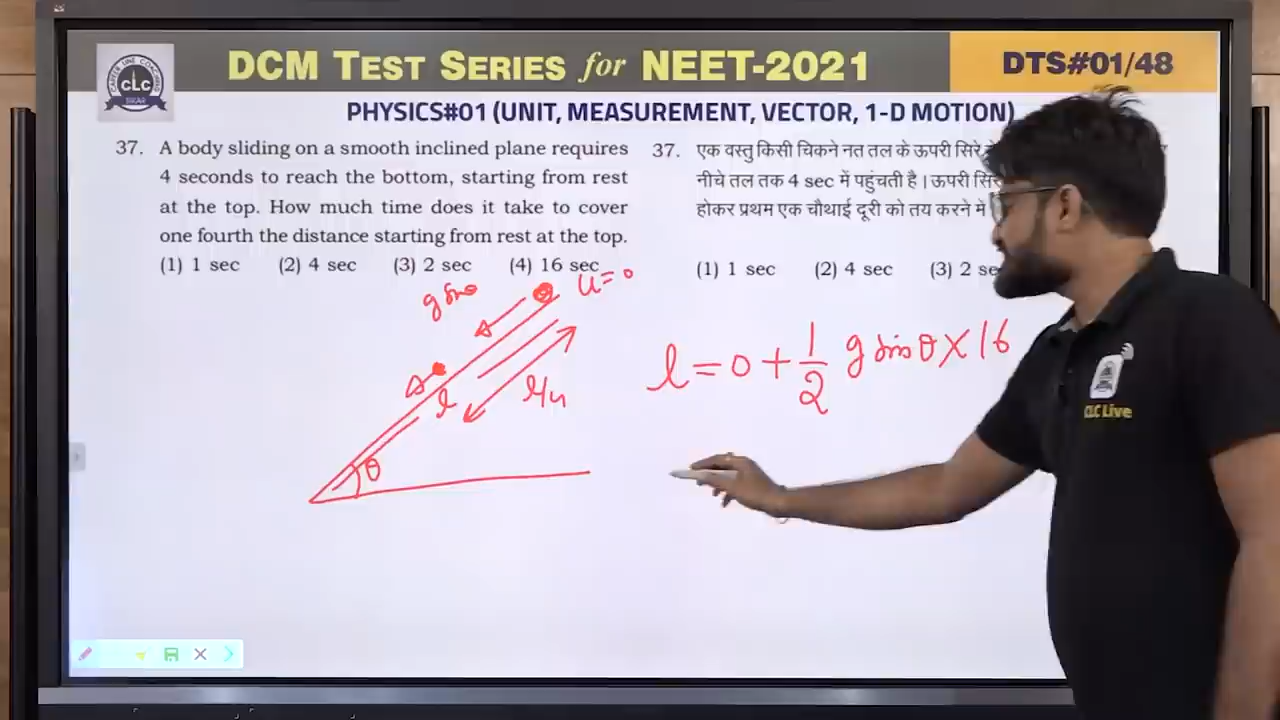 DCM TEST SERIES for NEET-2021
DTS#01/48
CAREER LINE COACHING
CLC
SIKAR
PHYSICS#01 (UNIT, MEASUREMENT, VECTOR, 1-D MOTION)
37. A body sliding on a smooth inclined plane requires
4 seconds to reach the bottom, starting from rest
at the top. How much time does it take to cover
one fourth the distance starting from rest at the top.
(1) 1 sec (2) 4 sec (3) 2 sec (4) 16 sec
37. एक वस्तु किसी चिकने नत तल के ऊपरी सिरे
नीचे तल तक 4 sec में पहुंचती है। ऊपरी
होकर प्रथम एक चौथाई दूरी को तय करने में
(1) 1 sec (2) 4 sec (3) 2
g sinθ
u=0
l
l/4
θ
l = 0 + 1/2 g sinθ × 16
CLC Live